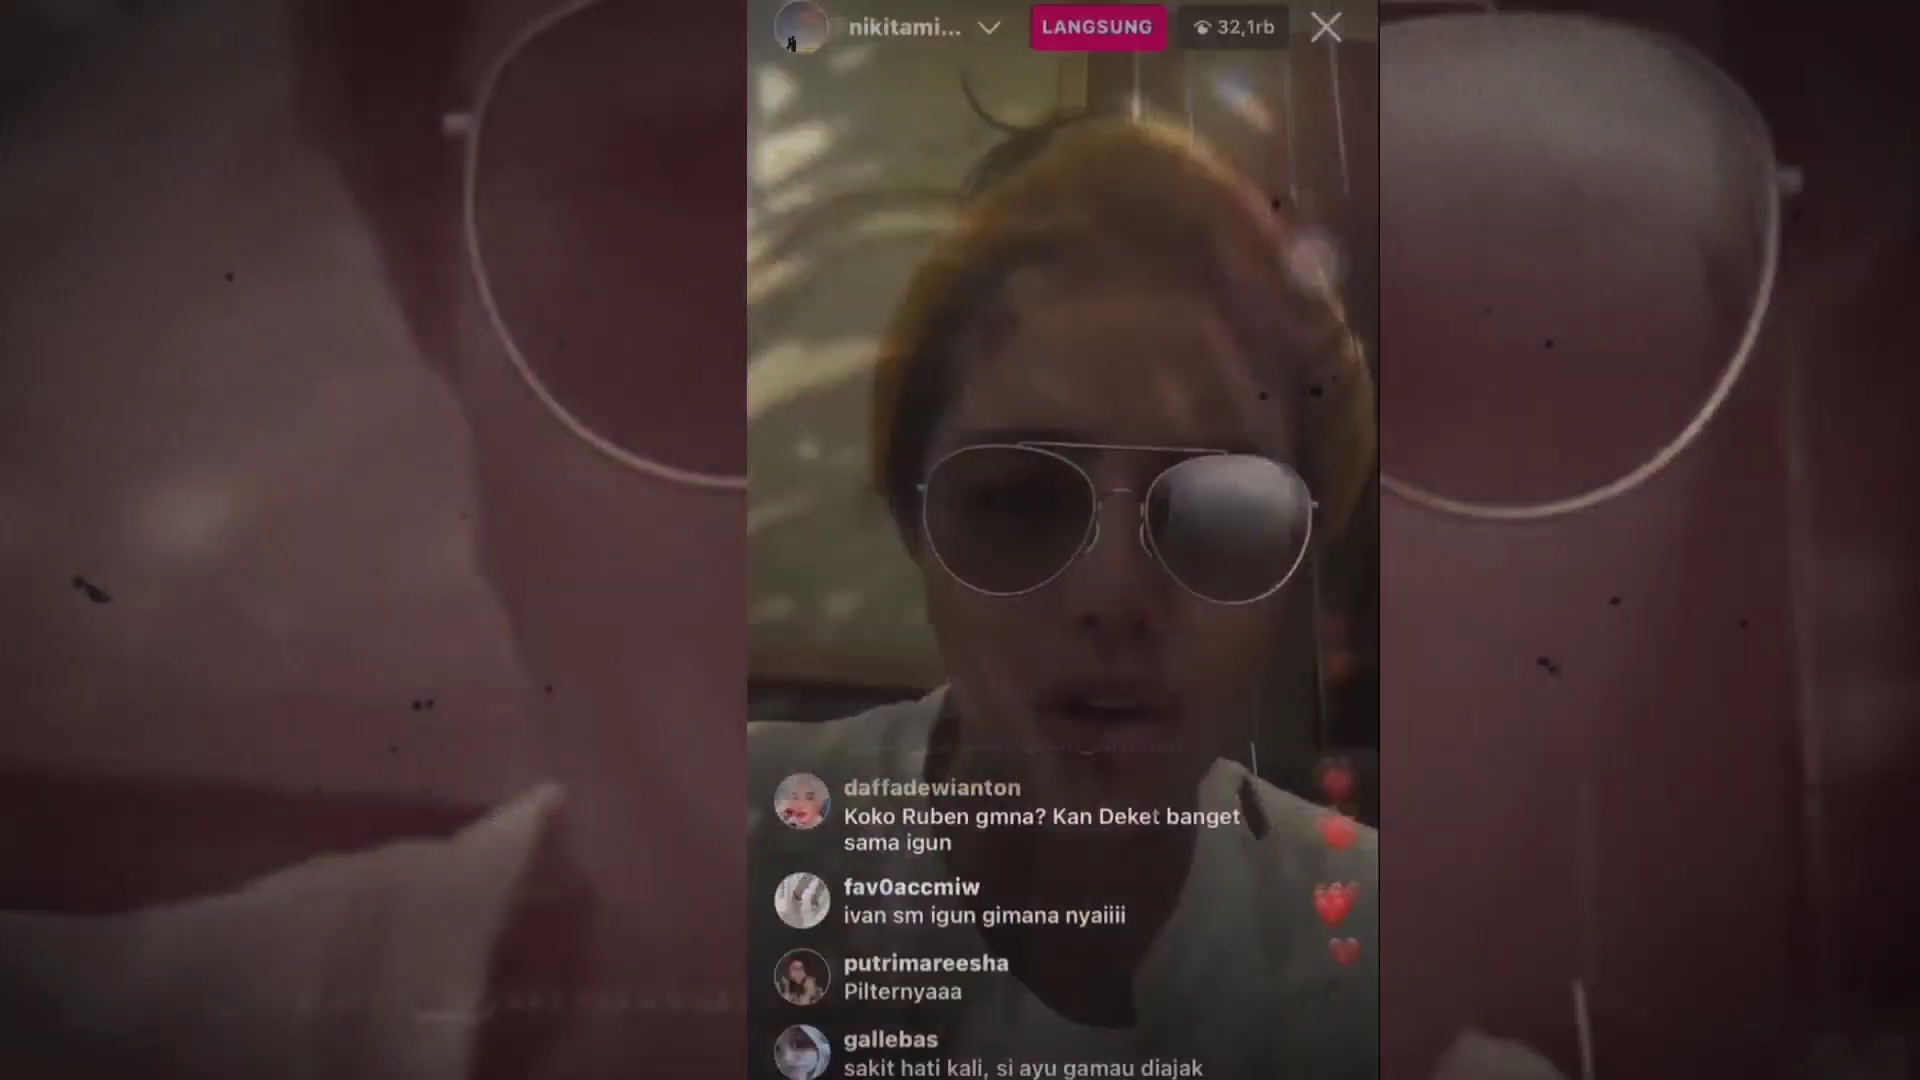 nikitami...
LANGSUNG
32,1rb
daffadewianton
Koko Ruben gmna? Kan Deket banget
sama igun
fav0accmiw
ivan sm igun gimana nyaiiii
putrimareesha
Pilternyaaa
gallebas
sakit hati kali, si ayu gamau diajak